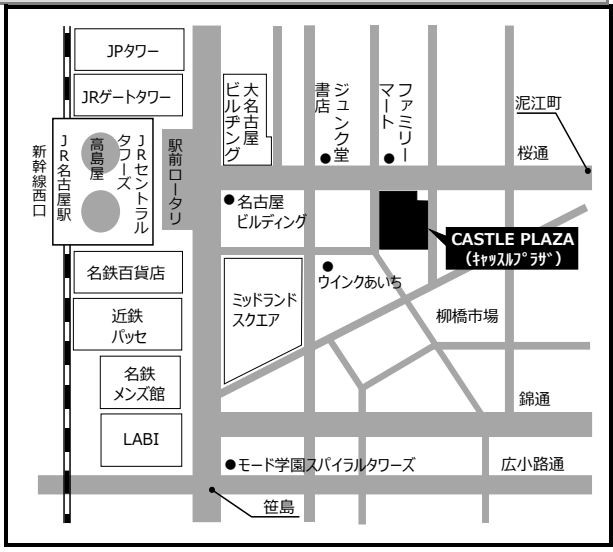 JPタワー
JRゲートタワー
大名古屋
ビルヂング
ジュンク堂
書店
ファミリー
マート
泥江町
桜通
新幹線西口
JR名古屋駅
高島屋
JRセントラル
タワーズ
駅前ロータリ
名古屋
ビルディング
CASTLE PLAZA
(ｷｬｯｽﾙﾌﾟﾗｻﾞ)
名鉄百貨店
ミッドランド
スクエア
ウインクあいち
近鉄
パッセ
柳橋市場
名鉄
メンズ館
錦通
LABI
モード学園スパイラルタワーズ
広小路通
笹島